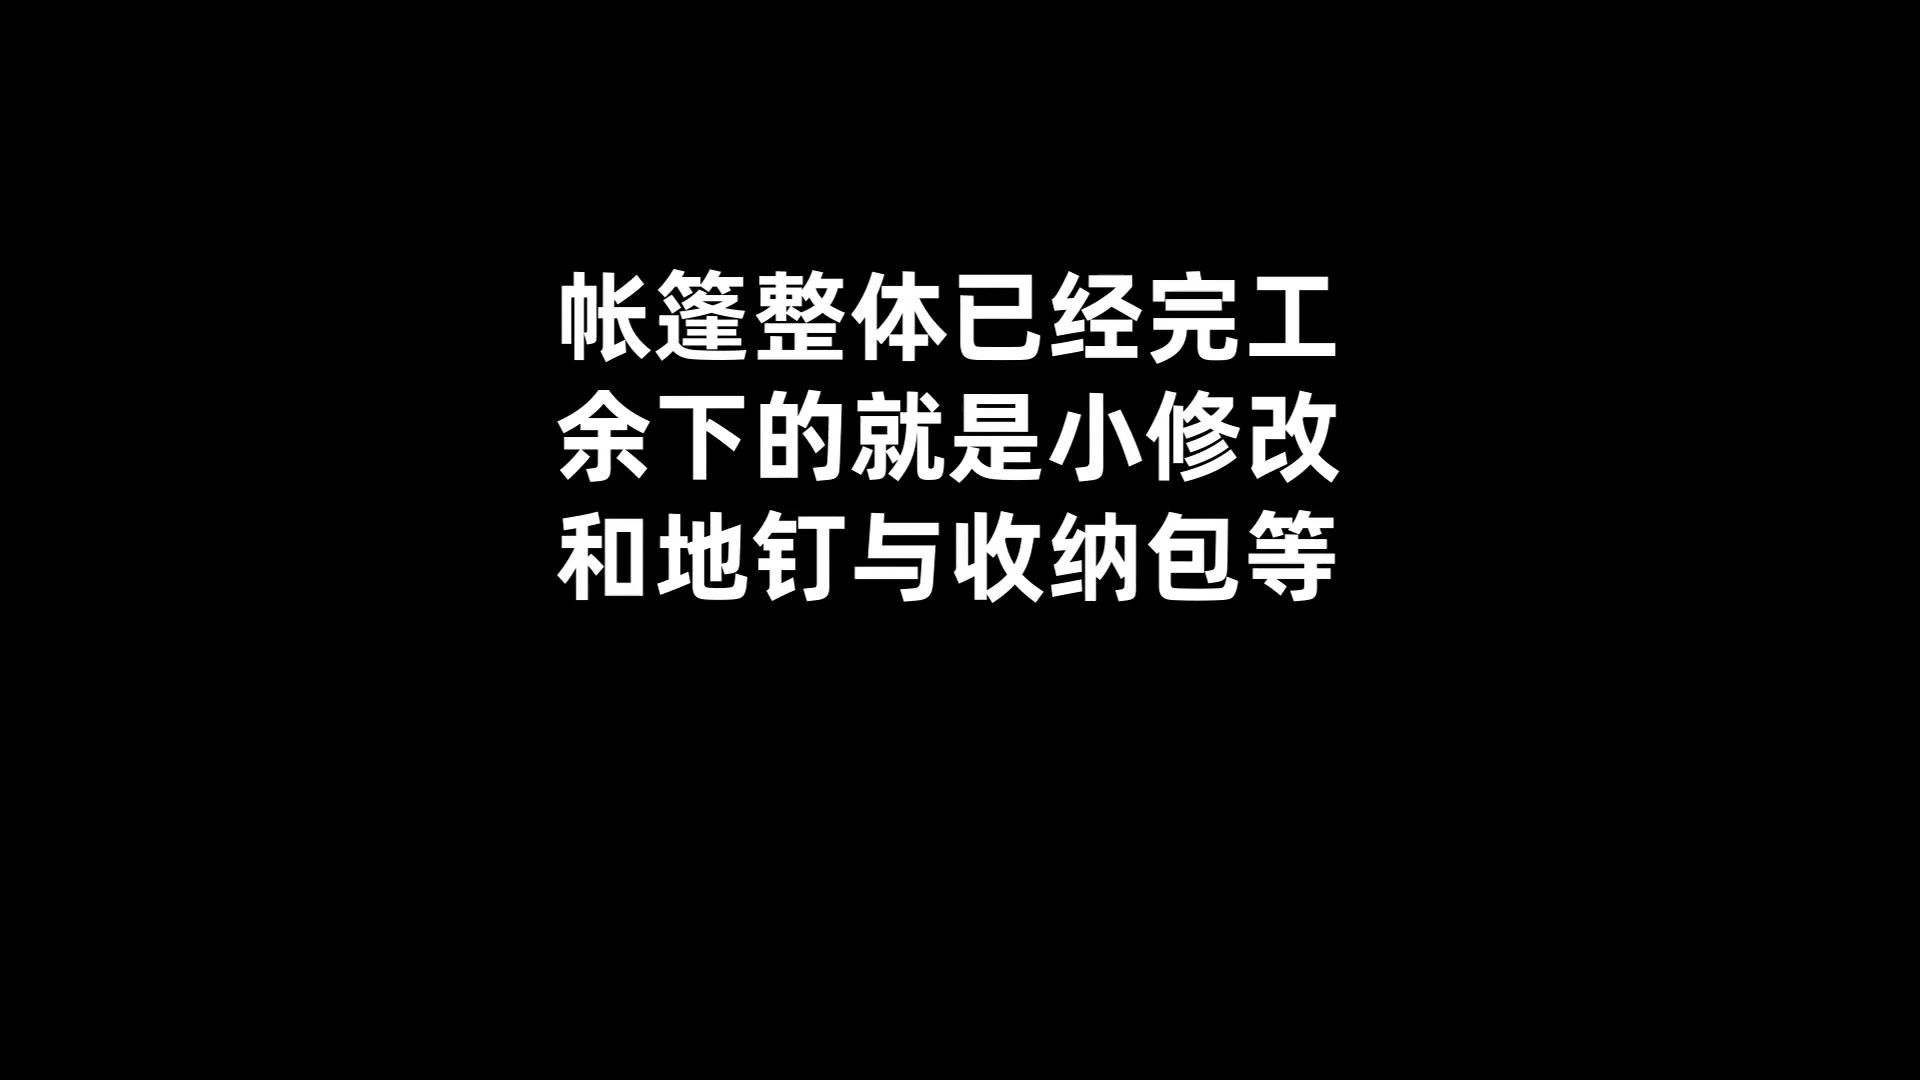 帐篷整体已经完工
余下的就是小修改
和地钉与收纳包等